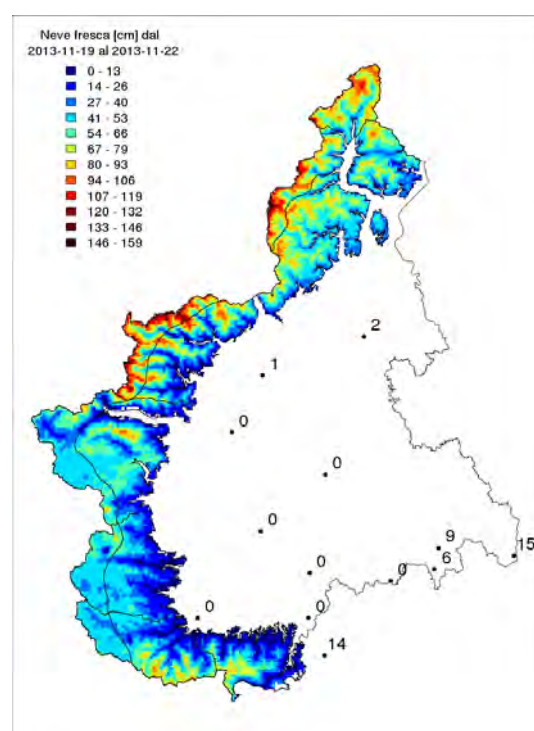 Neve fresca [cm] dal
2013-11-19 al 2013-11-22
0 - 13
14 - 26
27 - 40
41 - 53
54 - 66
67 - 79
80 - 93
94 - 106
107 - 119
120 - 132
133 - 146
146 - 159
2
1
0
0
0
9
15
0
6
0
0
0
14